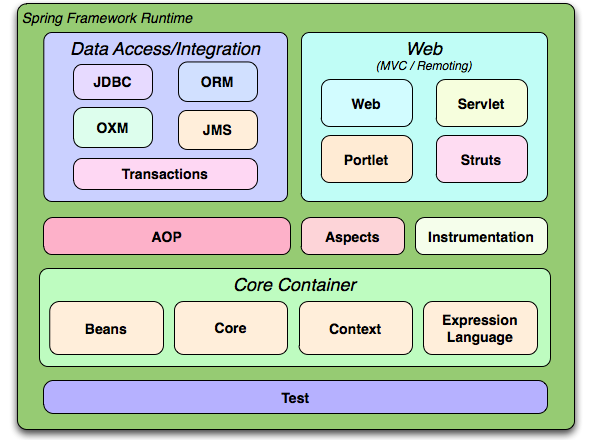 Spring Framework Runtime
Data Access/Integration
JDBC
ORM
OXM
JMS
Transactions
Web
(MVC / Remoting)
Web
Servlet
Portlet
Struts
AOP
Aspects
Instrumentation
Core Container
Beans
Core
Context
Expression
Language
Test